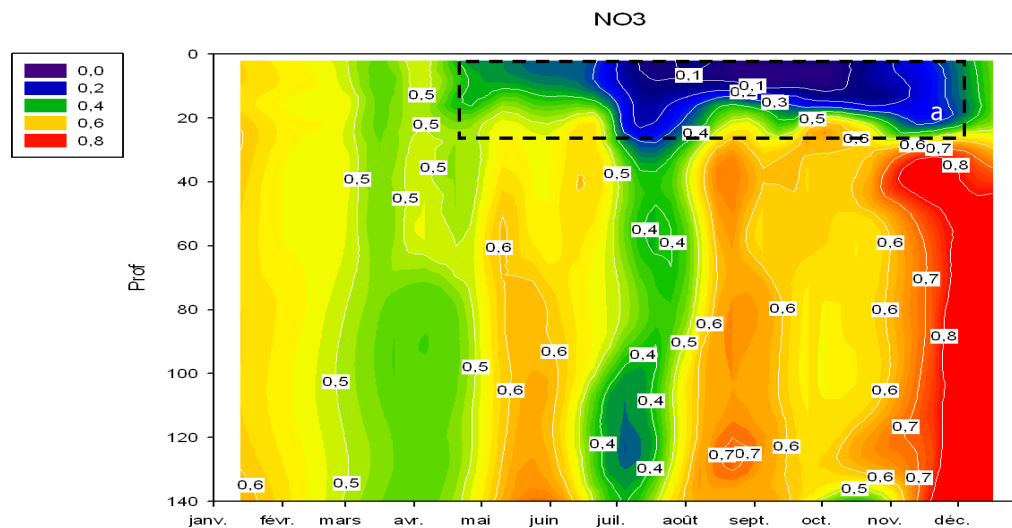 NO3
0,0
0,2
0,4
0,6
0,8
Prof
0
20
40
60
80
100
120
140
janv. févr. mars avr. mai juin juil. août sept. oct. nov. déc.
0,5 0,1 0,1
0,2 0,3
0,5 0,4 0,5 a
0,6 0,6 0,7
0,5 0,5 0,8
0,5
0,4
0,6 0,4 0,6
0,7
0,6 0,6
0,6
0,5 0,8
0,6 0,4
0,5
0,5 0,6 0,4 0,6
0,7
0,4 0,6
0,7 0,7
0,4 0,6 0,7
0,6 0,5 0,5